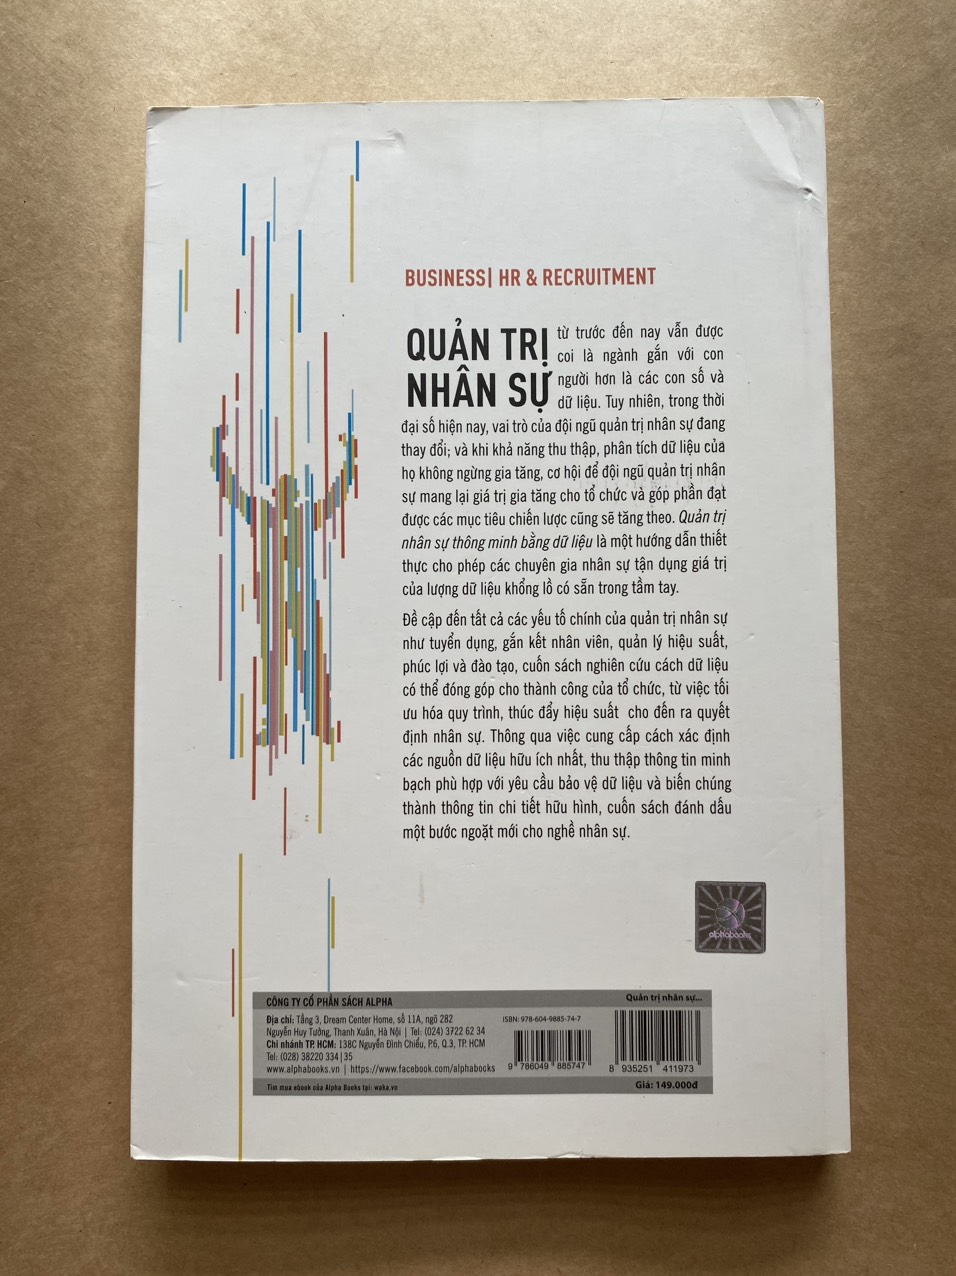 BUSINESS| HR & RECRUITMENT
QUẢN TRỊ
NHÂN SỰ
từ trước đến nay vẫn được
coi là ngành gắn với con
người hơn là các con số và
dữ liệu. Tuy nhiên, trong thời
đại số hiện nay, vai trò của đội ngũ quản trị nhân sự đang
thay đổi; và khi khả năng thu thập, phân tích dữ liệu của
họ không ngừng gia tăng, cơ hội để đội ngũ quản trị nhân
sự mang lại giá trị gia tăng cho tổ chức và góp phần đạt
được các mục tiêu chiến lược cũng sẽ tăng theo. Quản trị
nhân sự thông minh bằng dữ liệu là một hướng dẫn thiết
thực cho phép các chuyên gia nhân sự tận dụng giá trị
của lượng dữ liệu khổng lồ có sẵn trong tầm tay.
Đề cập đến tất cả các yếu tố chính của quản trị nhân sự
như tuyển dụng, gắn kết nhân viên, quản lý hiệu suất,
phúc lợi và đào tạo, cuốn sách nghiên cứu cách dữ liệu
có thể đóng góp cho thành công của tổ chức, từ việc tối
ưu hóa quy trình, thúc đẩy hiệu suất cho đến ra quyết
định nhân sự. Thông qua việc cung cấp cách xác định
các nguồn dữ liệu hữu ích nhất, thu thập thông tin minh
bạch phù hợp với yêu cầu bảo vệ dữ liệu và biến chúng
thành thông tin chi tiết hữu hình, cuốn sách đánh dấu
một bước ngoặt mới cho nghề nhân sự.
alphabooks
CÔNG TY CỔ PHẦN SÁCH ALPHA
Địa chỉ: Tầng 3, Dream Center Home, số 11A, ngõ 282
Nguyễn Huy Tưởng, Thanh Xuân, Hà Nội | Tel: (024) 3722 62 34
Chi nhánh TP. HCM: 138C Nguyễn Đình Chiểu, P.6, Q.3, TP. HCM
Tel: (028) 38220 334 | 35
www.alphabooks.vn | https://www.facebook.com/alphabooks
Tìm mua ebook của Alpha Books tại: waka.vn
Quản trị nhân sự...
ISBN: 978-604-9885-74-7
9 786049 885747
8 935251 411973
Giá: 149.000đ